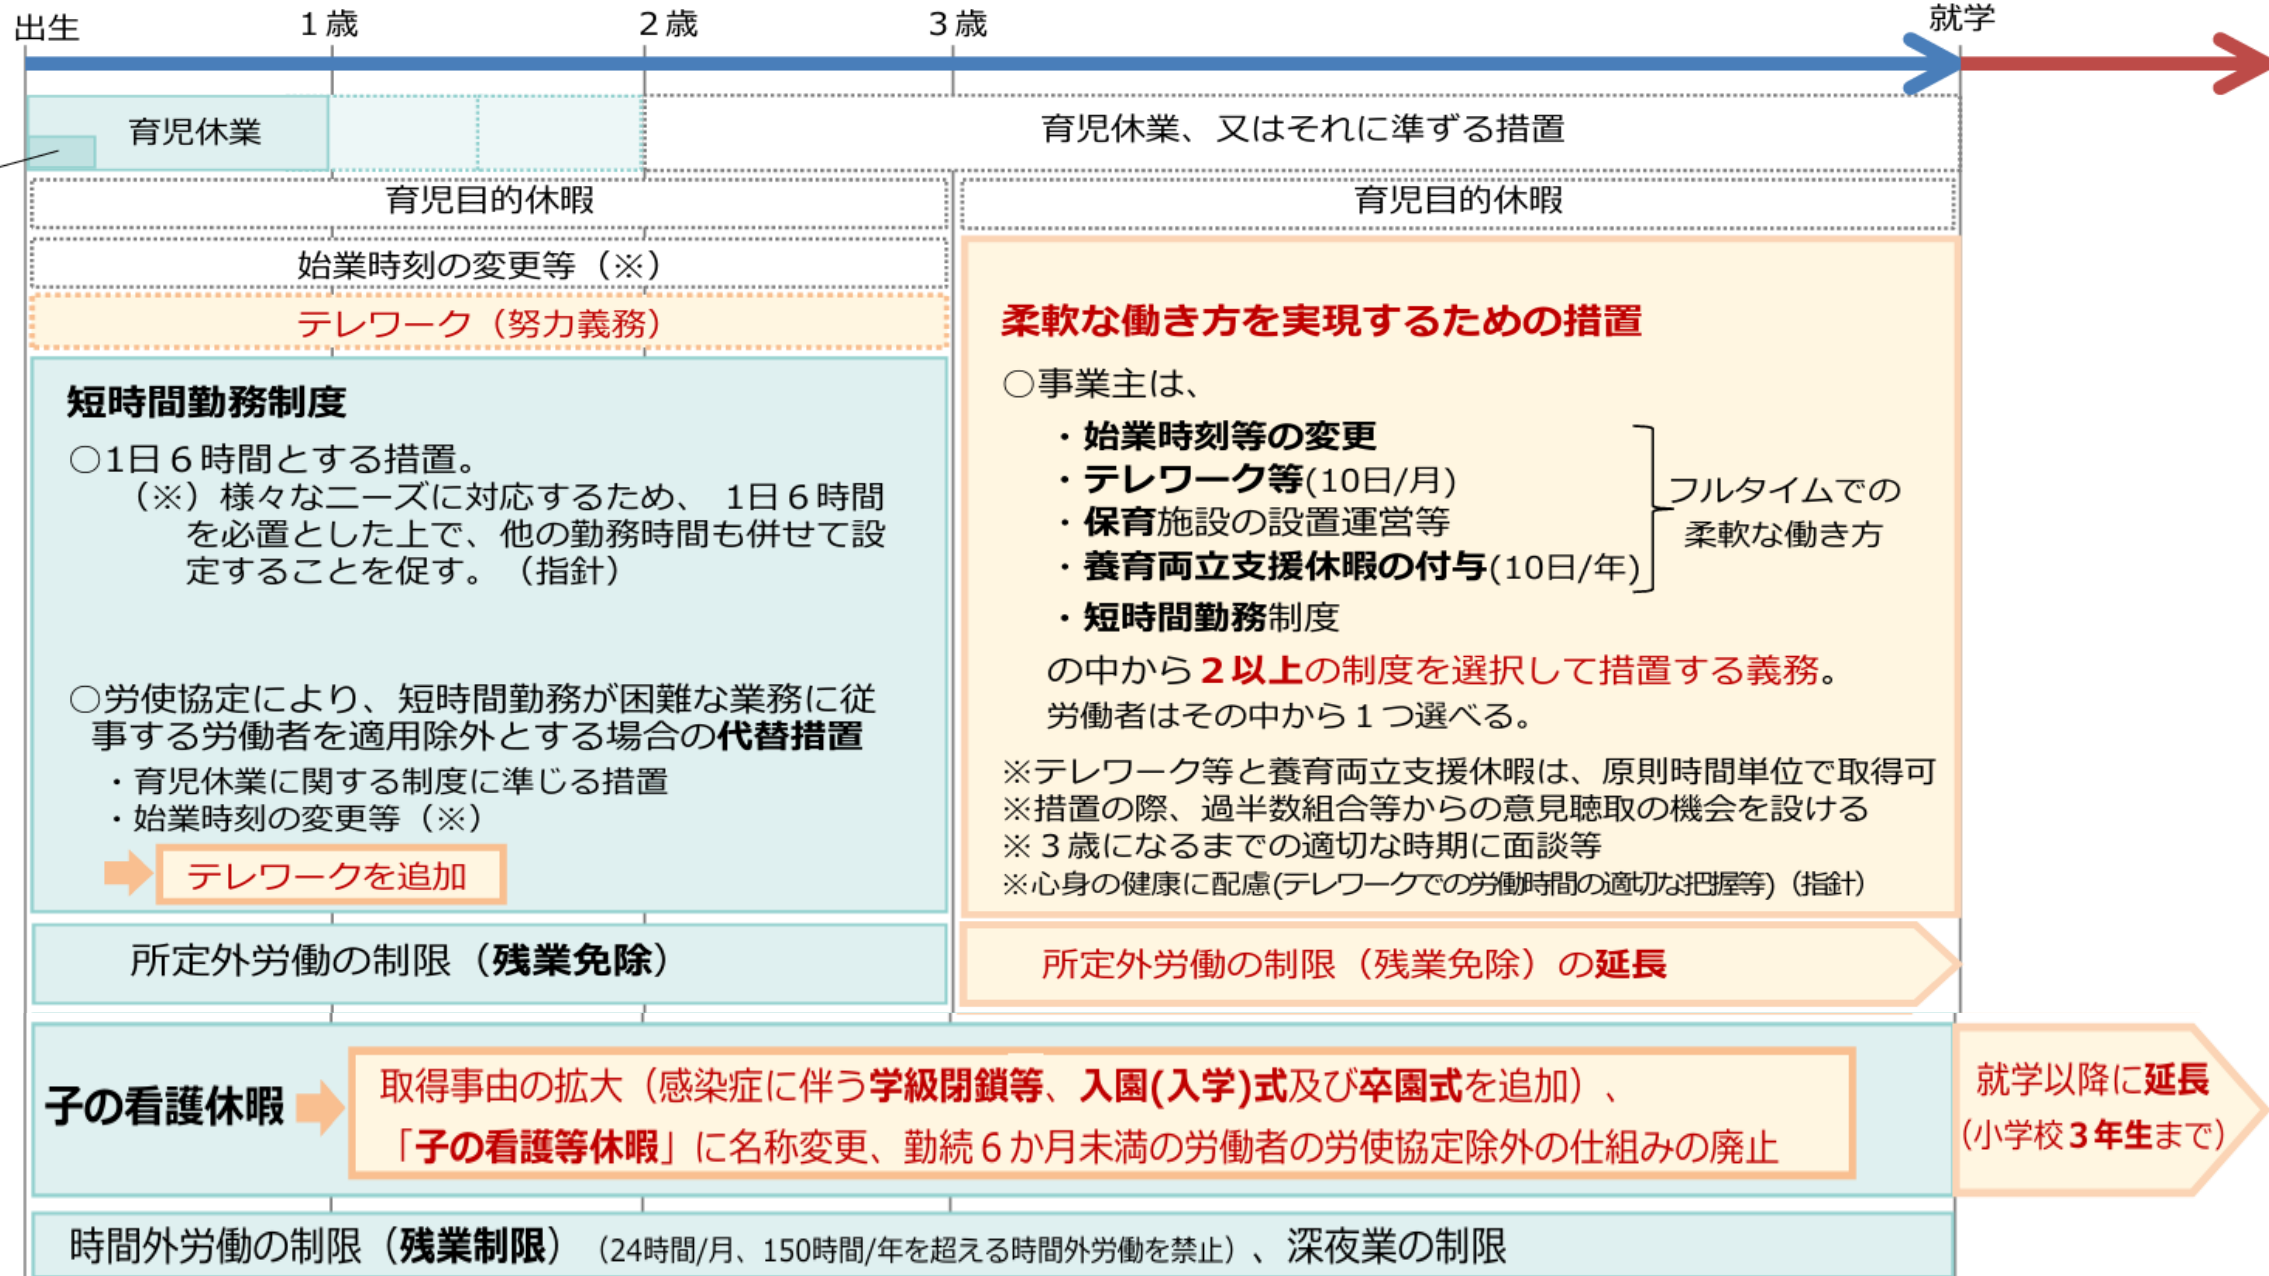 出生
1歳
2歳
3歳
就学
育児休業
育児休業、又はそれに準ずる措置
育児目的休暇
育児目的休暇
始業時刻の変更等（※）
テレワーク（努力義務）
短時間勤務制度
○1日６時間とする措置。
（※）様々なニーズに対応するため、 1日６時間
を必置とした上で、他の勤務時間も併せて設
定することを促す。（指針）
○労使協定により、短時間勤務が困難な業務に従
事する労働者を適用除外とする場合の代替措置
・育児休業に関する制度に準じる措置
・始業時刻の変更等（※）
テレワークを追加
柔軟な働き方を実現するための措置
○事業主は、
・始業時刻等の変更
・テレワーク等(10日/月)
・保育施設の設置運営等
・養育両立支援休暇の付与(10日/年)
フルタイムでの
柔軟な働き方
・短時間勤務制度
の中から２以上の制度を選択して措置する義務。
労働者はその中から１つ選べる。
※テレワーク等と養育両立支援休暇は、原則時間単位で取得可
※措置の際、過半数組合等からの意見聴取の機会を設ける
※３歳になるまでの適切な時期に面談等
※心身の健康に配慮(テレワークでの労働時間の適切な把握等)（指針）
所定外労働の制限（残業免除）
所定外労働の制限（残業免除）の延長
子の看護休暇
取得事由の拡大（感染症に伴う学級閉鎖等、入園(入学)式及び卒園式を追加）、
「子の看護等休暇」に名称変更、勤続６か月未満の労働者の労使協定除外の仕組みの廃止
就学以降に延長
（小学校３年生まで）
時間外労働の制限（残業制限）（24時間/月、150時間/年を超える時間外労働を禁止）、深夜業の制限